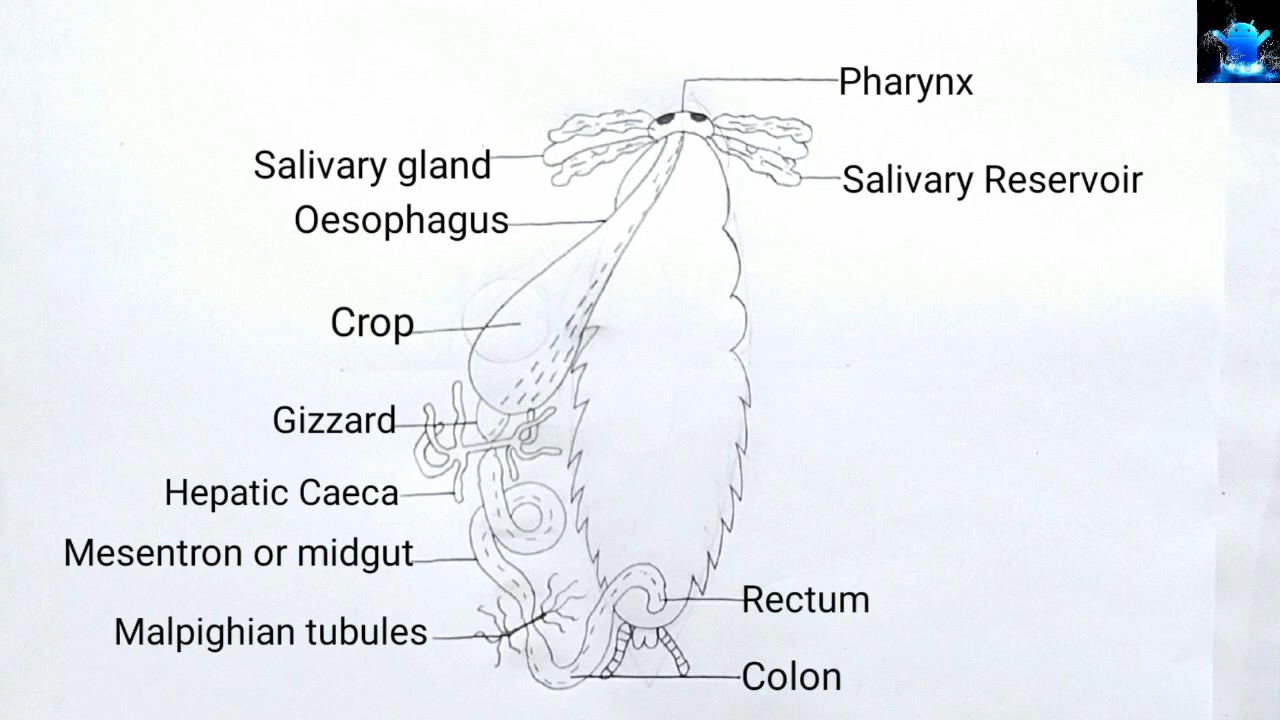 Pharynx
Salivary gland
Salivary Reservoir
Oesophagus
Crop
Gizzard
Hepatic Caeca
Mesentron or midgut
Rectum
Malpighian tubules
Colon